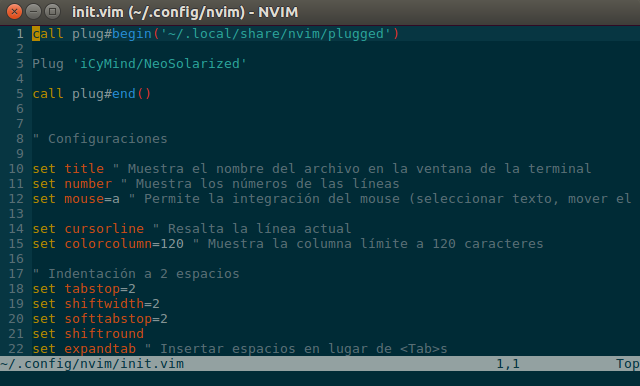 init.vim (~/.config/nvim) - NVIM
1 call plug#begin('~/.local/share/nvim/plugged')
2
3 Plug 'iCyMind/NeoSolarized'
4
5 call plug#end()
6
7
8 " Configuraciones
9
10 set title " Muestra el nombre del archivo en la ventana de la terminal
11 set number " Muestra los números de las líneas
12 set mouse=a " Permite la integración del mouse (seleccionar texto, mover el
13
14 set cursorline " Resalta la línea actual
15 set colorcolumn=120 " Muestra la columna límite a 120 caracteres
16
17 " Indentación a 2 espacios
18 set tabstop=2
19 set shiftwidth=2
20 set softtabstop=2
21 set shiftround
22 set expandtab " Insertar espacios en lugar de <Tab>s
~/.config/nvim/init.vim 1,1 Top